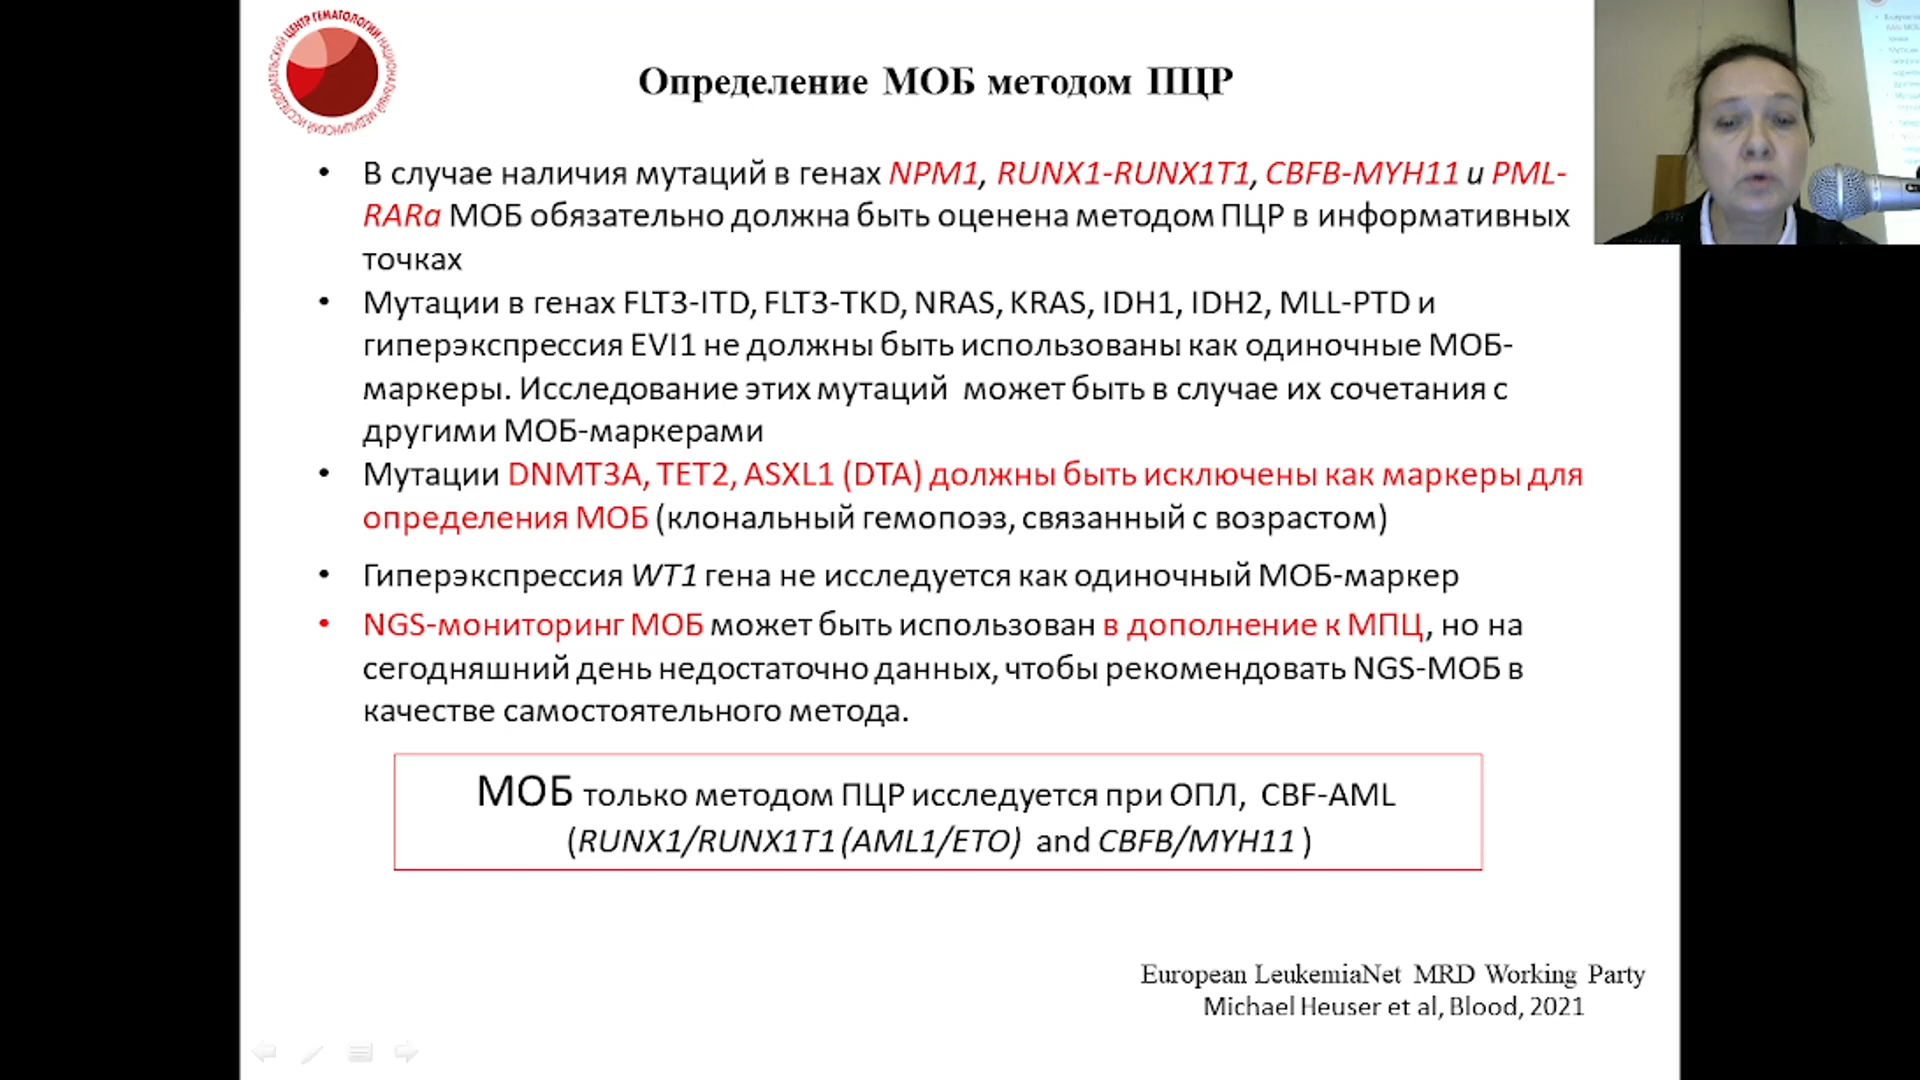 НАЦИОНАЛЬНЫЙ МЕДИЦИНСКИЙ ИССЛЕДОВАТЕЛЬСКИЙ ЦЕНТР ГЕМАТОЛОГИИ
Определение МОБ методом ПЦР
• В случае наличия мутаций в генах NPM1, RUNX1-RUNX1T1, CBFB-MYH11 и PML-
RARa МОБ обязательно должна быть оценена методом ПЦР в информативных
точках
• Мутации в генах FLT3-ITD, FLT3-TKD, NRAS, KRAS, IDH1, IDH2, MLL-PTD и
гиперэкспрессия EVI1 не должны быть использованы как одиночные МОБ-
маркеры. Исследование этих мутаций может быть в случае их сочетания с
другими МОБ-маркерами
• Мутации DNMT3A, TET2, ASXL1 (DTA) должны быть исключены как маркеры для
определения МОБ (клональный гемопоэз, связанный с возрастом)
• Гиперэкспрессия WT1 гена не исследуется как одиночный МОБ-маркер
• NGS-мониторинг МОБ может быть использован в дополнение к МПЦ, но на
сегодняшний день недостаточно данных, чтобы рекомендовать NGS-МОБ в
качестве самостоятельного метода.
МОБ только методом ПЦР исследуется при ОПЛ, CBF-AML
(RUNX1/RUNX1T1 (AML1/ETO) and CBFB/MYH11 )
European LeukemiaNet MRD Working Party
Michael Heuser et al, Blood, 2021